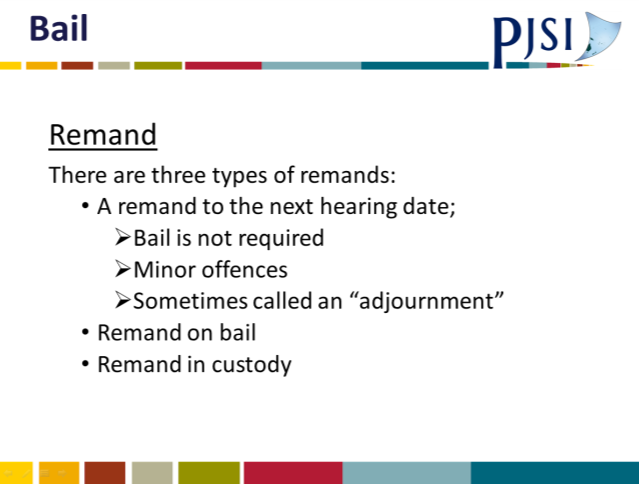 Bail
PJSI
Remand
There are three types of remands:
• A remand to the next hearing date;
➢Bail is not required
➢Minor offences
➢Sometimes called an “adjournment”
• Remand on bail
• Remand in custody